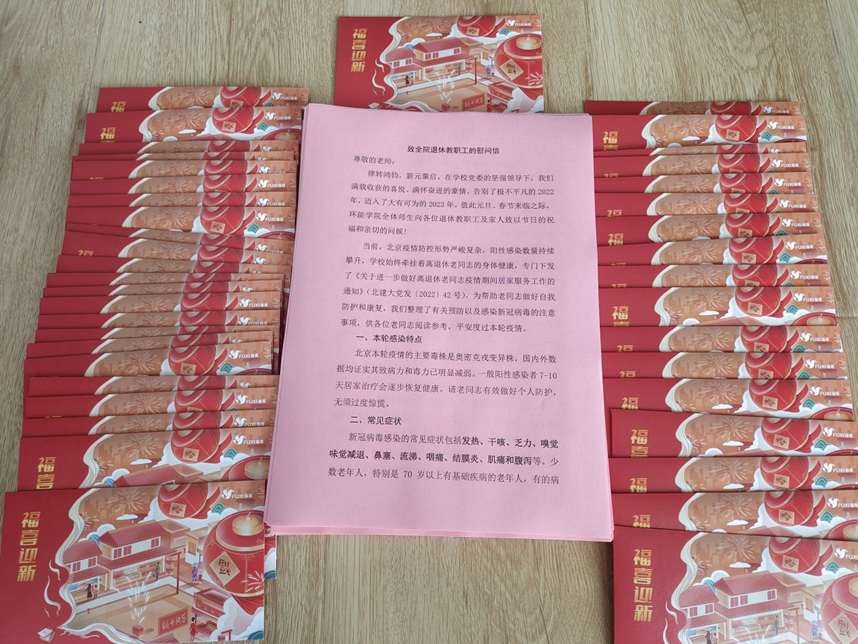 福喜迎新
致全院退休教职工的慰问信
尊敬的老师：
律转鸿钧，新元肇启，在学校党委的坚强领导下，我们
满载收获的喜悦、满怀奋进的豪情，告别了极不平凡的 2022
年，迈入了大有可为的 2023 年。值此元旦、春节来临之际，
环能学院全体师生向各位退休教职工及家人致以节日的祝
福和亲切的问候！
当前，北京疫情防控形势严峻复杂，阳性感染数量持续
攀升，学校始终牵挂着离退休老同志的身体健康，专门下发
了《关于进一步做好离退休老同志疫情期间居家服务工作的
通知》（北建大党发〔2022〕42 号），为帮助老同志做好自我
防护和康复，我们整理了有关预防以及感染新冠病毒的注意
事项，供各位老同志阅读参考，平安度过本轮疫情。
一、本轮感染特点
北京本轮疫情的主要毒株是奥密克戎变异株，国内外数
据均证实其致病力和毒力已明显减弱。一般阳性感染者 7-10
天居家治疗会逐步恢复健康。请老同志有效做好个人防护，
无须过度惊慌。
二、常见症状
新冠病毒感染的常见症状包括发热、干咳、乏力、嗅觉
味觉减退、鼻塞、流涕、咽痛、结膜炎、肌痛和腹泻等。少
数老年人，特别是 70 岁以上有基础疾病的老年人，有的病
福喜迎新
福喜迎新